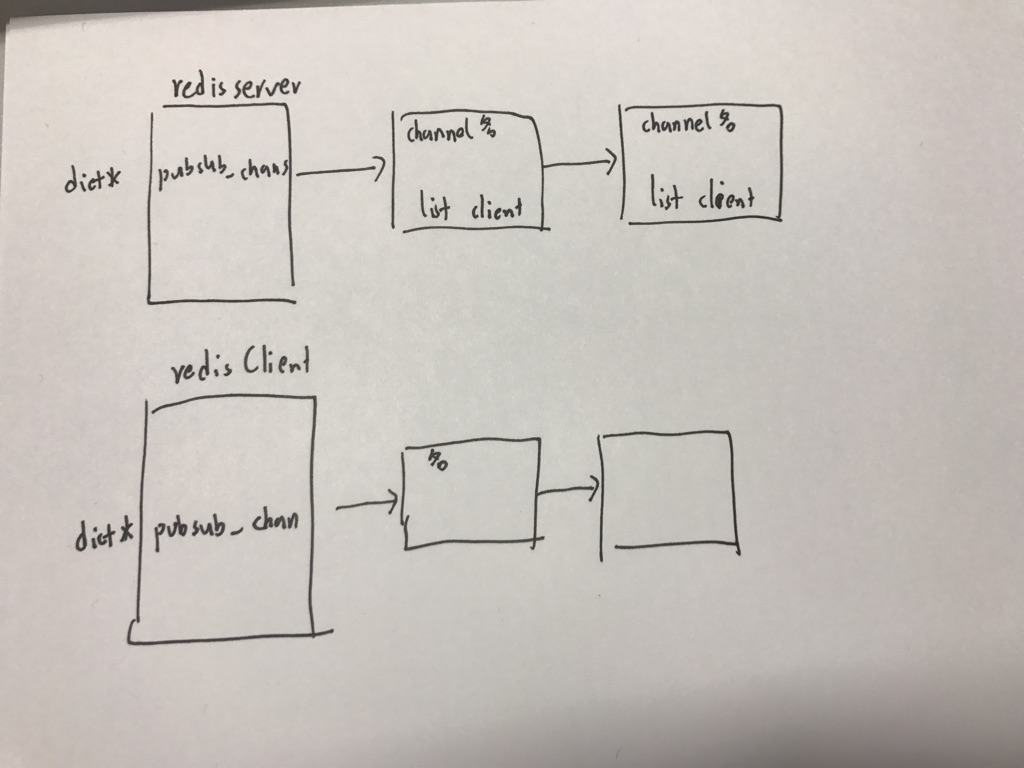 redis server
dict*
pubsub_chans
channel 名
list client
channel 名
list client
redis Client
dict*
pubsub_chan
名